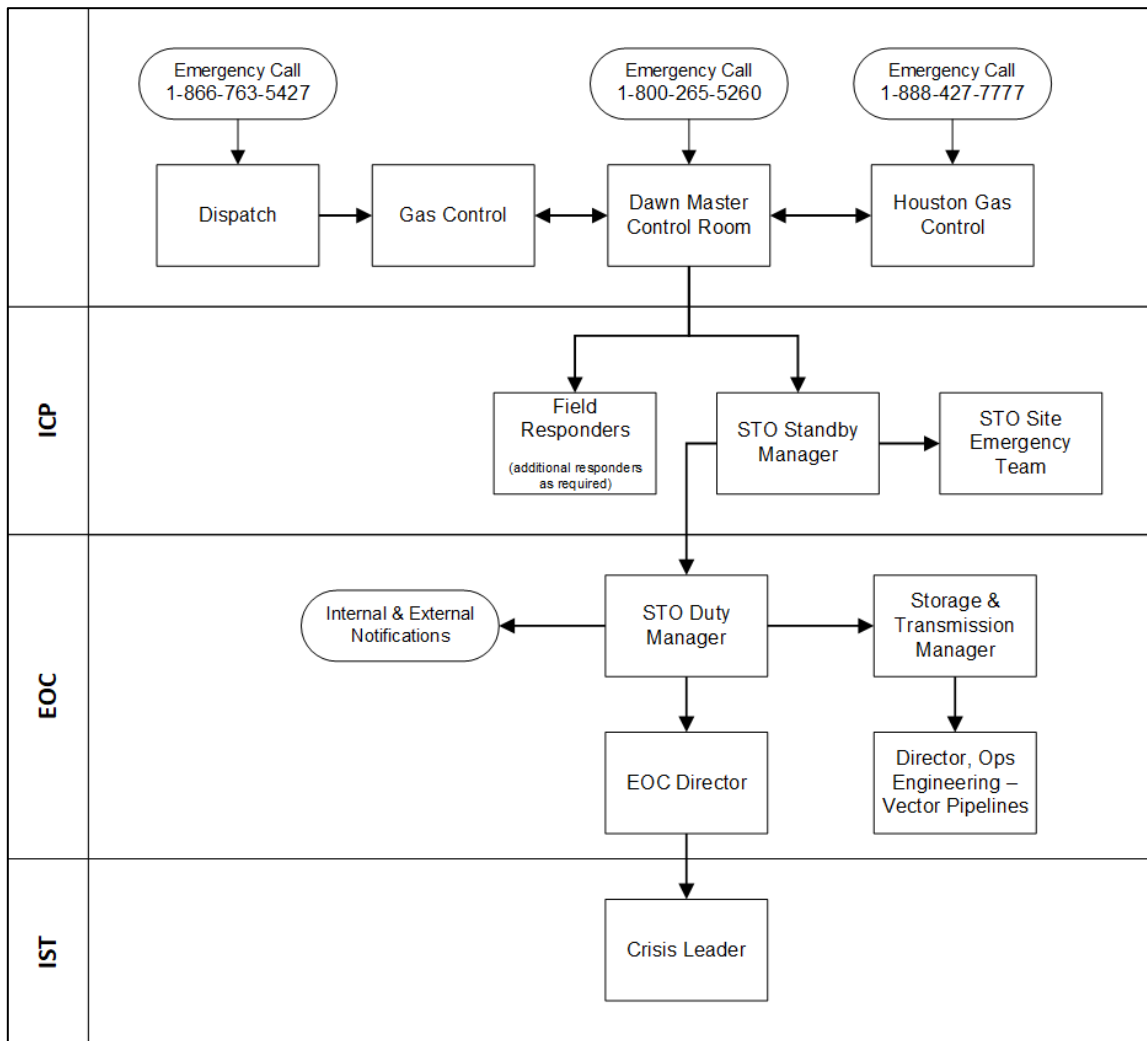 Emergency Call
1-866-763-5427
Emergency Call
1-800-265-5260
Emergency Call
1-888-427-7777
Dispatch
Gas Control
Dawn Master
Control Room
Houston Gas
Control
ICP
Field
Responders
(additional responders
as required)
STO Standby
Manager
STO Site
Emergency
Team
EOC
Internal & External
Notifications
STO Duty
Manager
Storage &
Transmission
Manager
EOC Director
Director, Ops
Engineering –
Vector Pipelines
IST
Crisis Leader